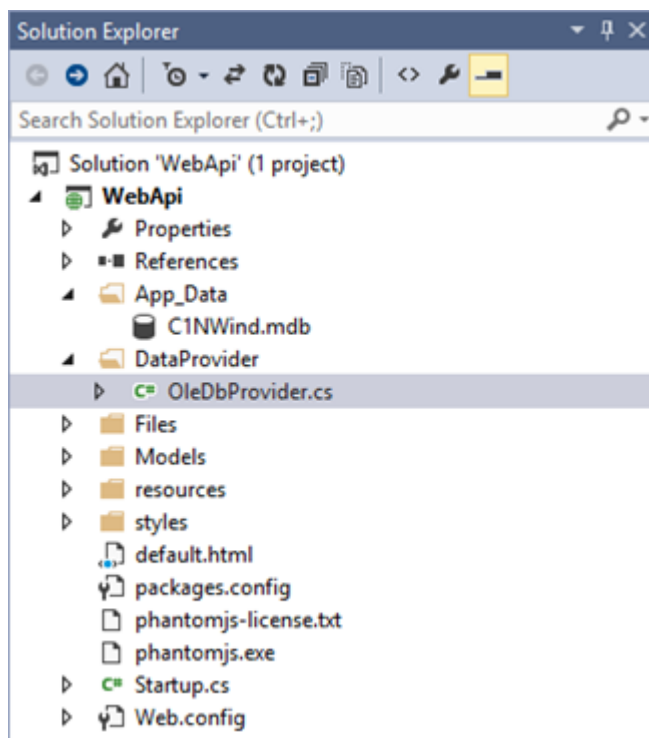 Solution Explorer
Search Solution Explorer (Ctrl+;)
Solution 'WebApi' (1 project)
WebApi
Properties
References
App_Data
C1NWind.mdb
DataProvider
C# OleDbProvider.cs
Files
Models
resources
styles
default.html
packages.config
phantomjs-license.txt
phantomjs.exe
C# Startup.cs
Web.config